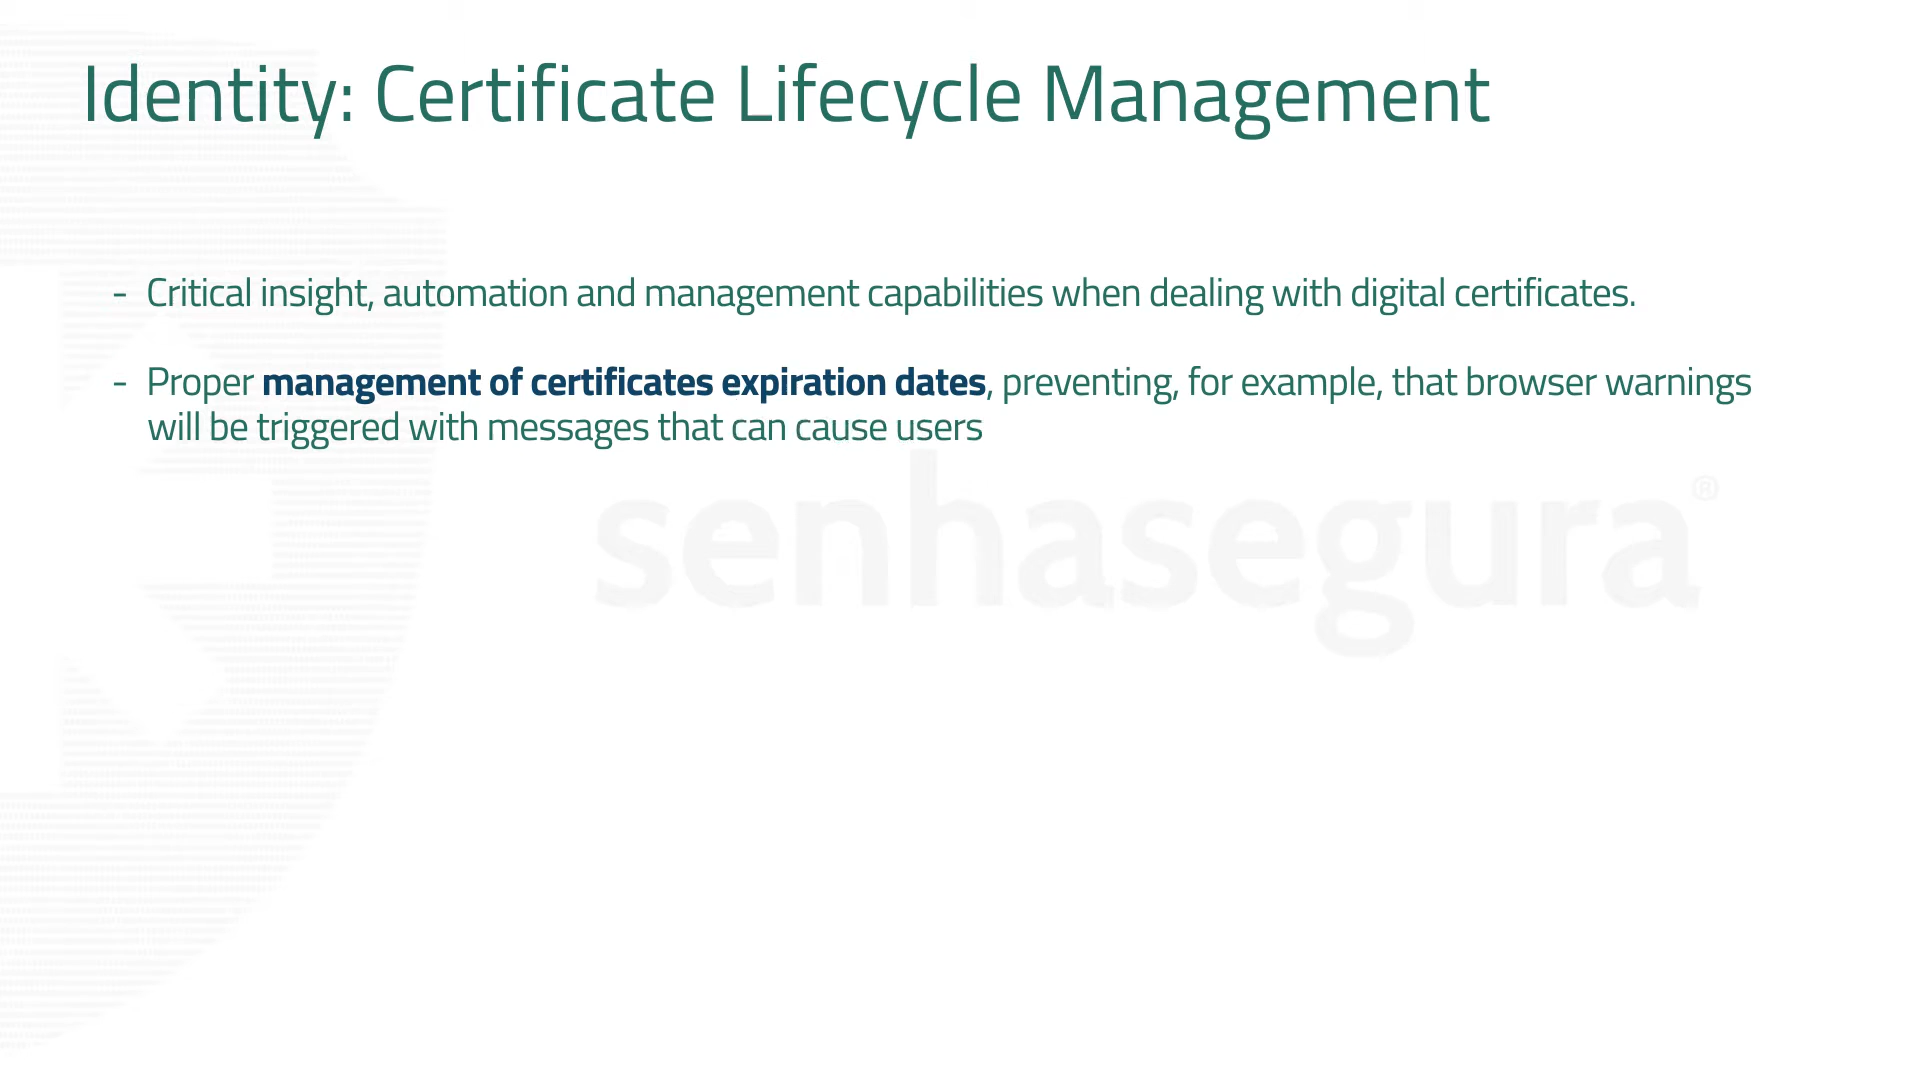 Identity: Certificate Lifecycle Management
- Critical insight, automation and management capabilities when dealing with digital certificates.
- Proper management of certificates expiration dates, preventing, for example, that browser warnings
will be triggered with messages that can cause users
senhasegura®